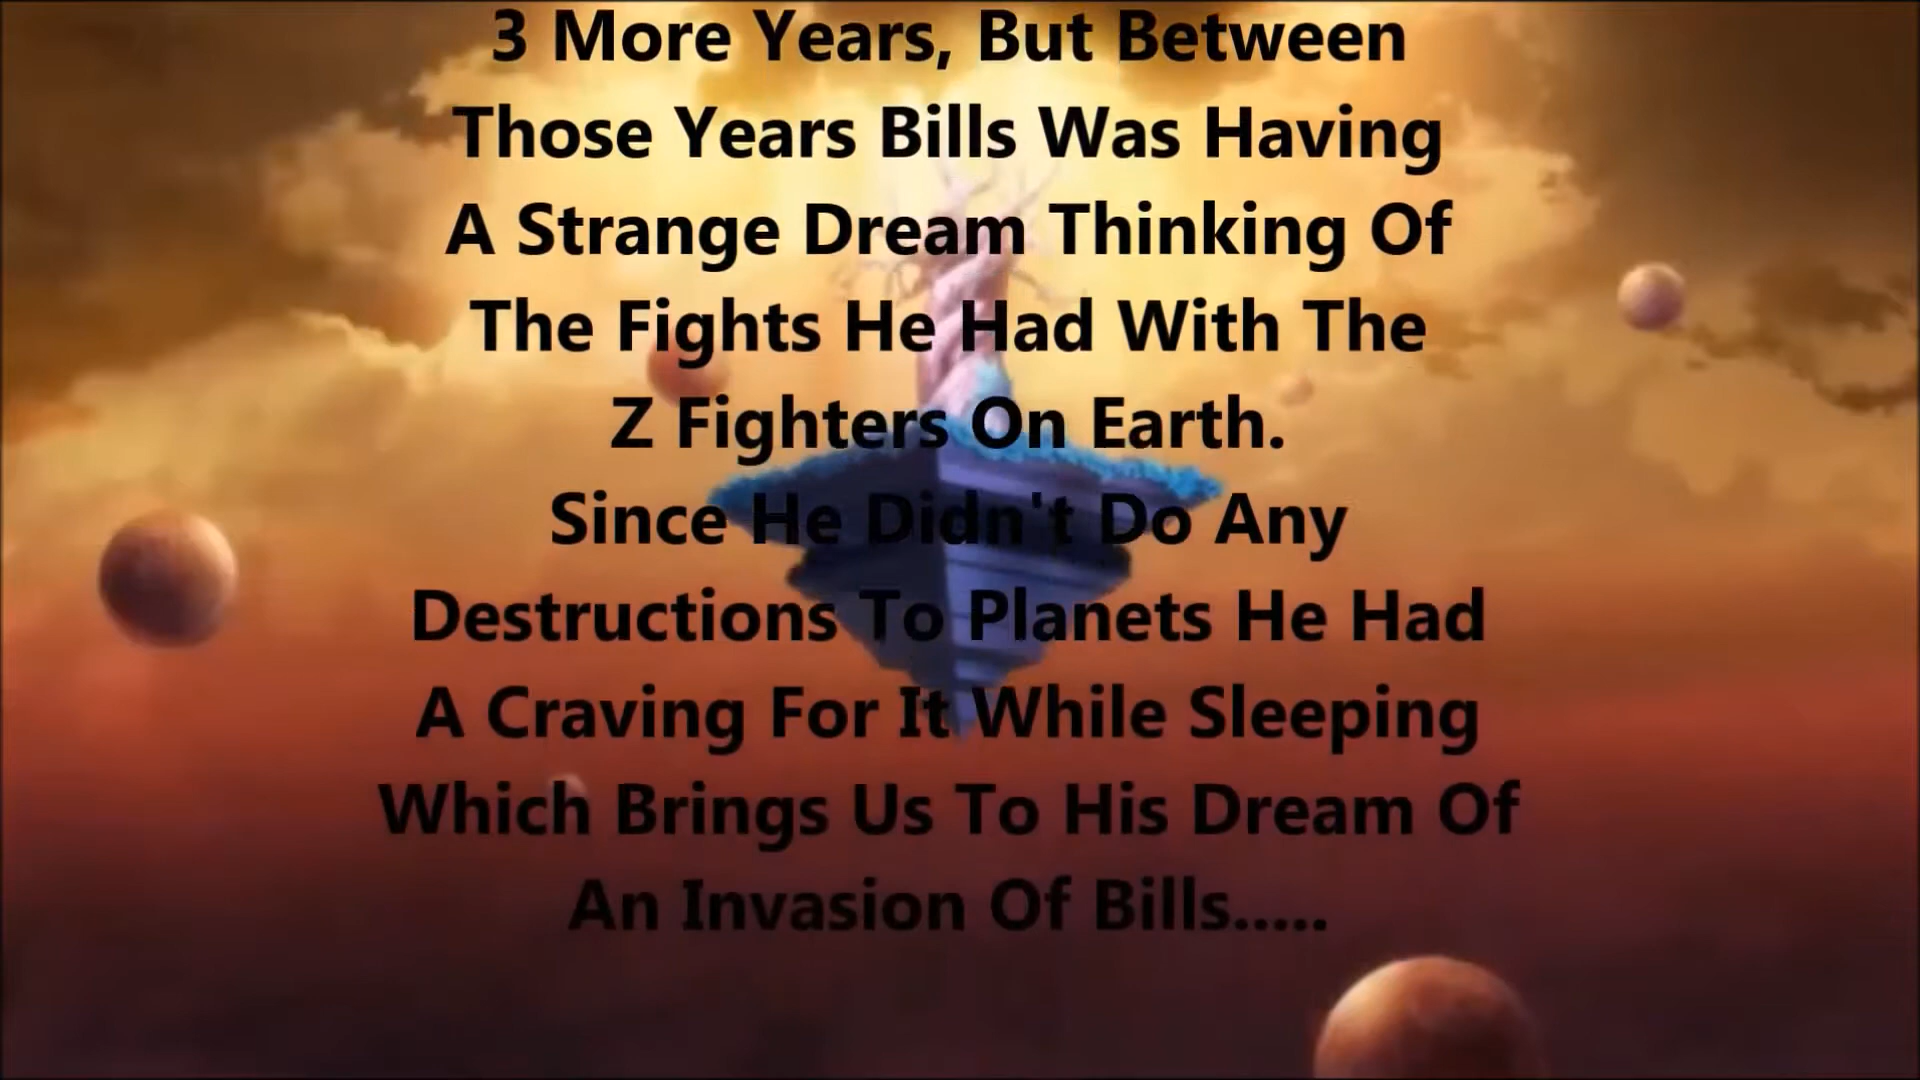 3 More Years, But Between
Those Years Bills Was Having
A Strange Dream Thinking Of
The Fights He Had With The
Z Fighters On Earth.
Since He Didn't Do Any
Destructions To Planets He Had
A Craving For It While Sleeping
Which Brings Us To His Dream Of
An Invasion Of Bills.....